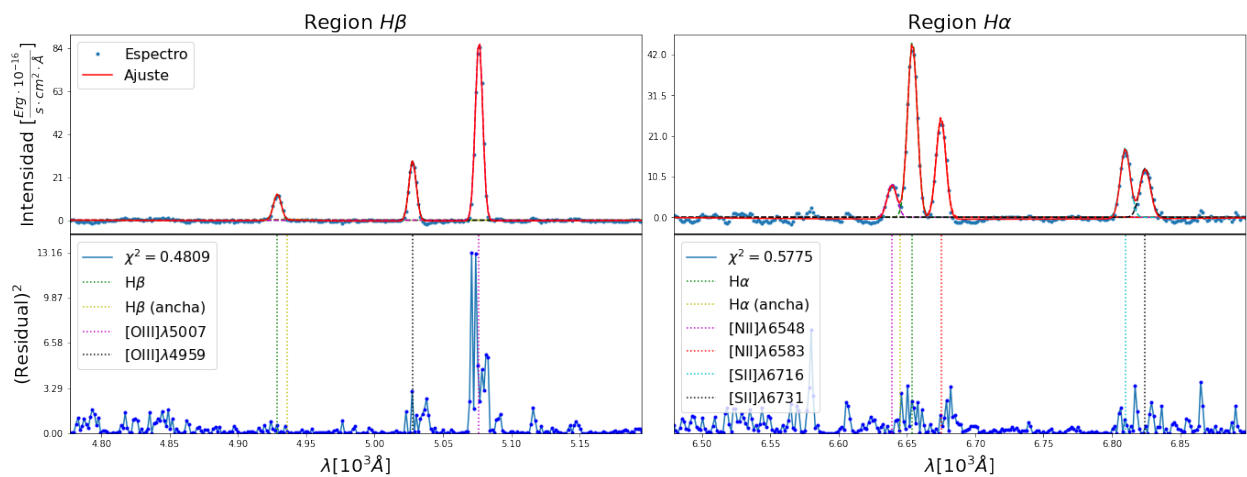 Region Hβ
Region Hα
Intensidad [Erg·10⁻¹⁶ / s·cm²·Å]
84
63
42
21
0
Espectro
Ajuste
42.0
31.5
21.0
10.5
0.0
(Residual)²
13.16
9.87
6.58
3.29
0.00
χ² = 0.4809
Hβ
Hβ (ancha)
[OIII]λ5007
[OIII]λ4959
χ² = 0.5775
Hα
Hα (ancha)
[NII]λ6548
[NII]λ6583
[SII]λ6716
[SII]λ6731
4.80 4.85 4.90 4.95 5.00 5.05 5.10 5.15
6.50 6.55 6.60 6.65 6.70 6.75 6.80 6.85
λ[10³Å]
λ[10³Å]